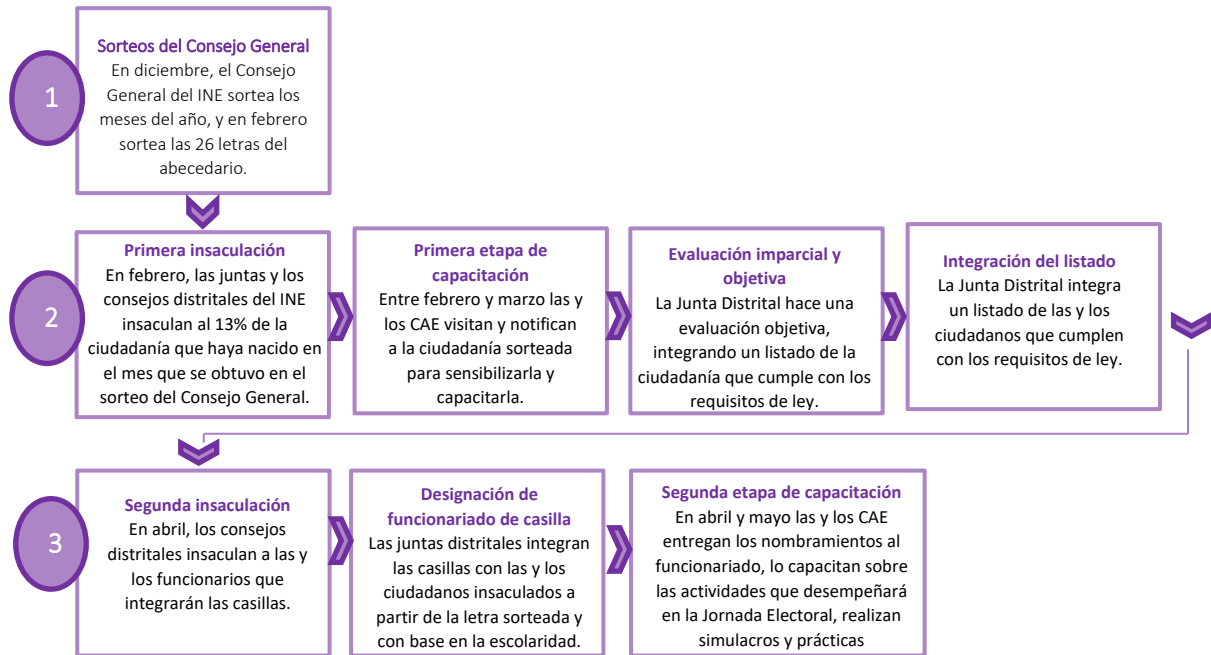 1
Sorteos del Consejo General
En diciembre, el Consejo
General del INE sortea los
meses del año, y en febrero
sortea las 26 letras del
abecedario.
2
Primera insaculación
En febrero, las juntas y los
consejos distritales del INE
insaculan al 13% de la
ciudadanía que haya nacido en
el mes que se obtuvo en el
sorteo del Consejo General.
Primera etapa de
capacitación
Entre febrero y marzo las y
los CAE visitan y notifican
a la ciudadanía sorteada
para sensibilizarla y
capacitarla.
Evaluación imparcial y
objetiva
La Junta Distrital hace una
evaluación objetiva,
integrando un listado de la
ciudadanía que cumple con los
requisitos de ley.
Integración del listado
La Junta Distrital integra
un listado de las y los
ciudadanos que cumplen
con los requisitos de ley.
3
Segunda insaculación
En abril, los consejos
distritales insaculan a las y
los funcionarios que
integrarán las casillas.
Designación de
funcionariado de casilla
Las juntas distritales integran
las casillas con las y los
ciudadanos insaculados a
partir de la letra sorteada y
con base en la escolaridad.
Segunda etapa de capacitación
En abril y mayo las y los CAE
entregan los nombramientos al
funcionariado, lo capacitan sobre
las actividades que desempeñará
en la Jornada Electoral, realizan
simulacros y prácticas